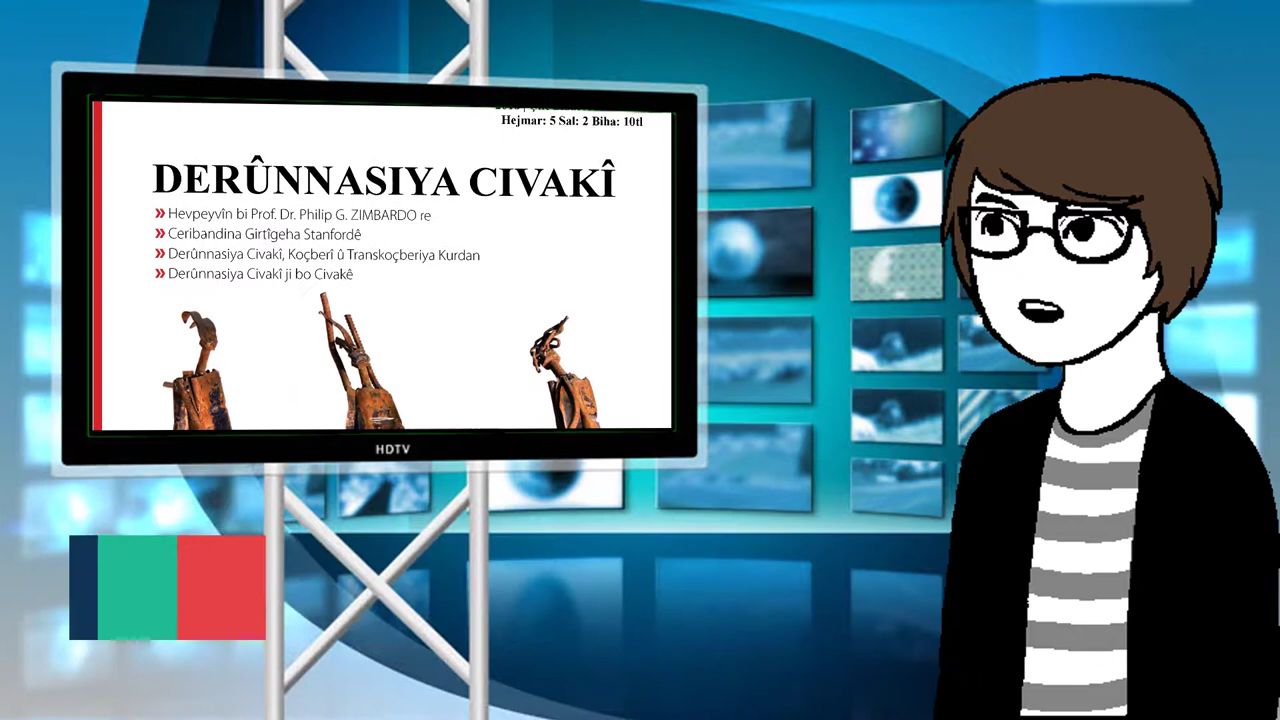 Hejmar: 5 Sal: 2 Biha: 10tl
DERÛNNASIYA CIVAKÎ
» Hevpeyvîn bi Prof. Dr. Philip G. ZIMBARDO re
» Ceribandina Girtîgeha Stanfordê
» Derûnnasiya Civakî, Koçberî û Transkoçberiya Kurdan
» Derûnnasiya Civakî ji bo Civakê
HDTV